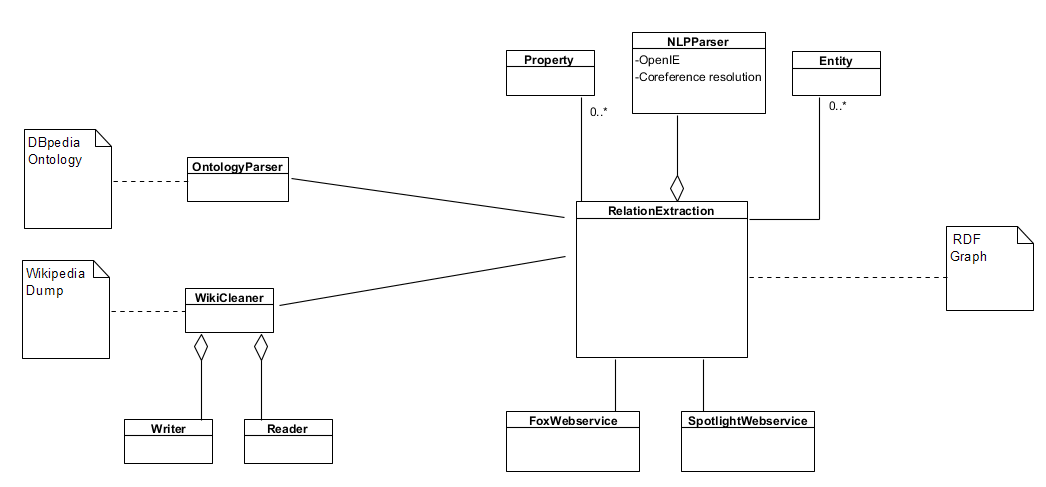 NLPParser
-OpenIE
-Coreference resolution
Property
0..*
Entity
0..*
DBpedia
Ontology
OntologyParser
RelationExtraction
RDF
Graph
Wikipedia
Dump
WikiCleaner
Writer
Reader
FoxWebservice
SpotlightWebservice